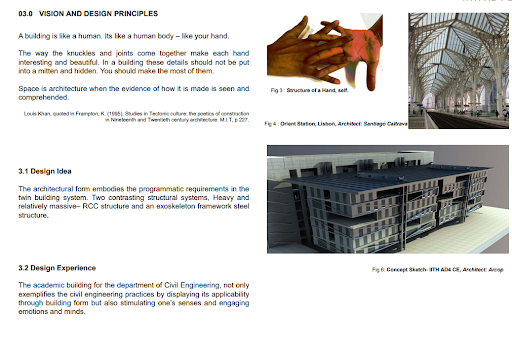 03.0 VISION AND DESIGN PRINCIPLES
A building is like a human. Its like a human body – like your hand.
The way the knuckles and joints come together make each hand
interesting and beautiful. In a building these details should not be put
into a mitten and hidden. You should make the most of them.
Space is architecture when the evidence of how it is made is seen and
comprehended.
Louis Khan, quoted in Frampton, K. (1995). Studies in Tectonic culture: the poetics of construction
in Nineteenth and Twentieth century architecture. M.I.T, p 227.
Fig 3 : Structure of a Hand, self.
Fig 4 : Orient Station, Lisbon, Architect: Santiago Caltrava
3.1 Design Idea
The architectural form embodies the programmatic requirements in the
twin building system. Two contrasting structural systems, Heavy and
relatively massive– RCC structure and an exoskeleton framework steel
structure.
3.2 Design Experience
The academic building for the department of Civil Engineering, not only
exemplifies the civil engineering practices by displaying its applicability
through building form but also stimulating one's senses and engaging
emotions and minds.
Fig 6: Concept Sketch- IITH AD4 CE, Architect: Arcop